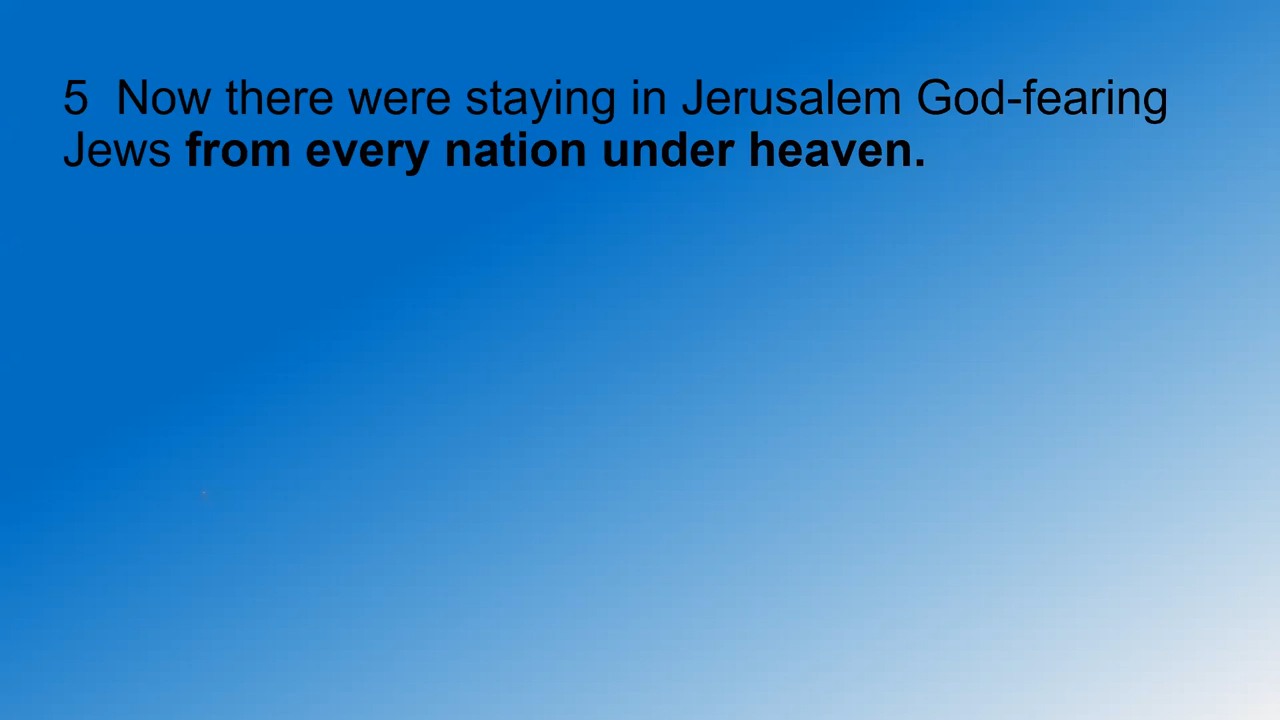 5  Now there were staying in Jerusalem God-fearing
Jews from every nation under heaven.